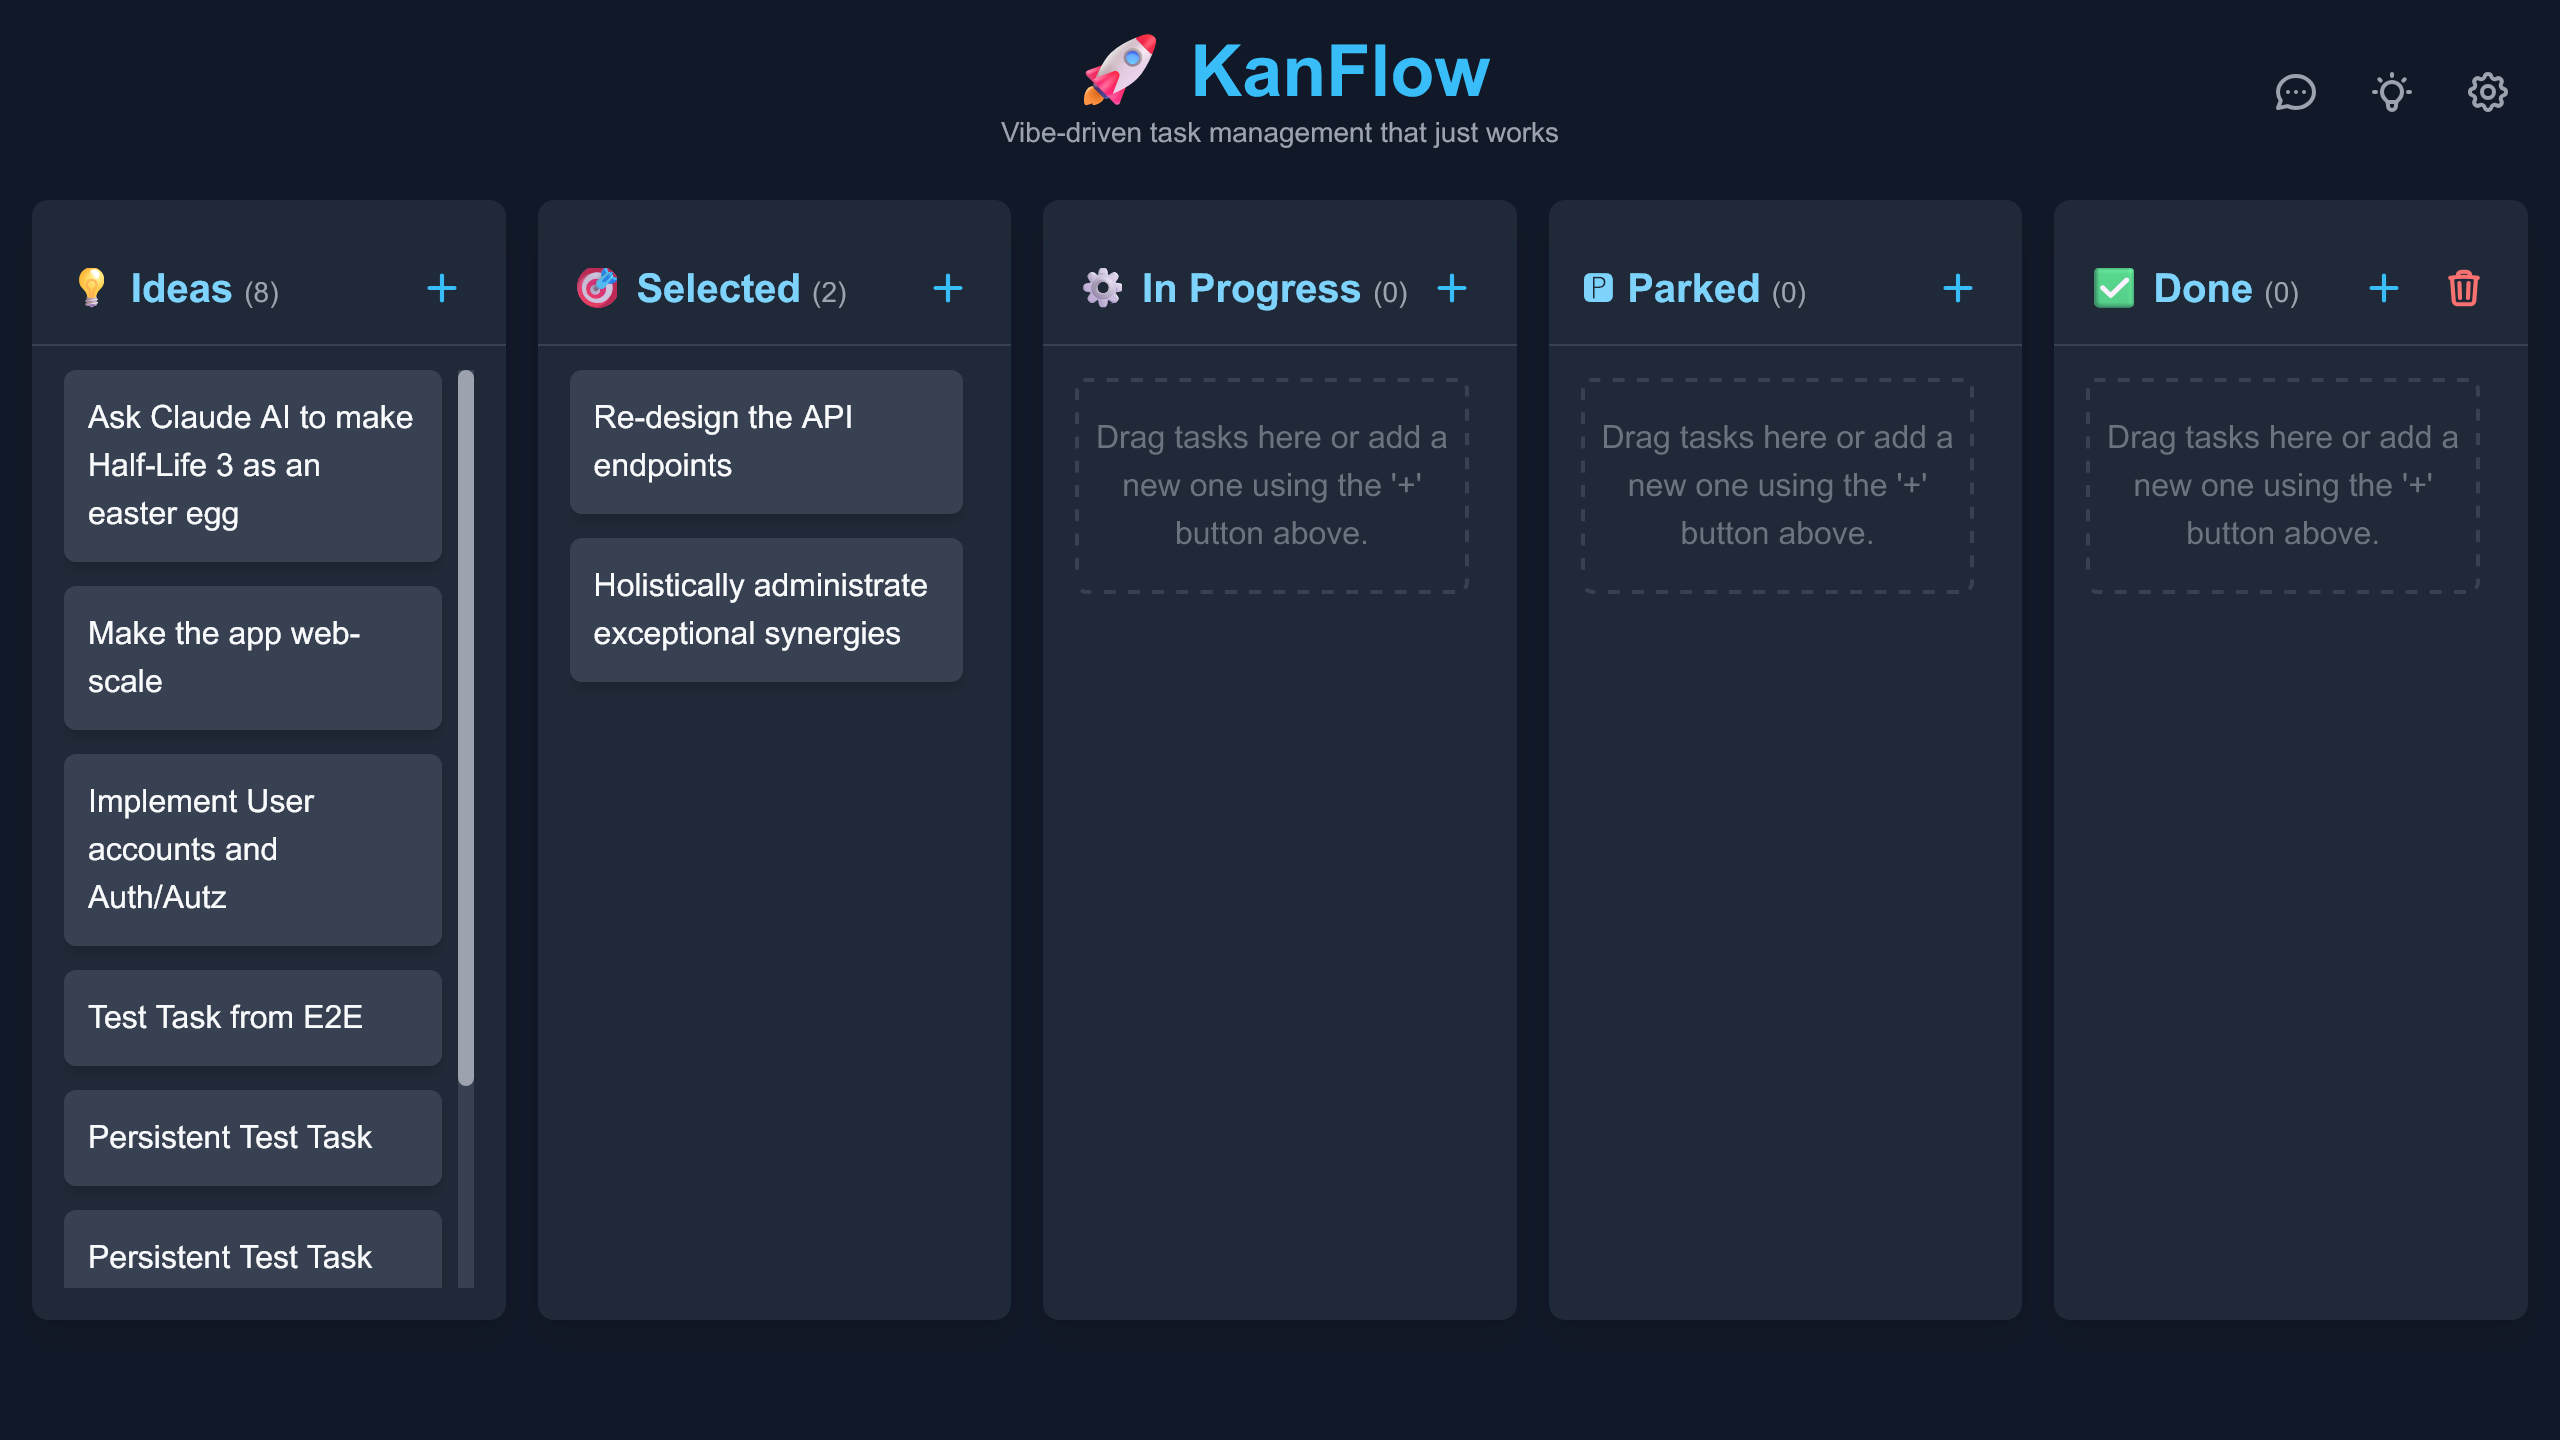 🚀 KanFlow
Vibe-driven task management that just works
💡 Ideas (8)
Ask Claude AI to make
Half-Life 3 as an
easter egg
Make the app web-
scale
Implement User
accounts and
Auth/Autz
Test Task from E2E
Persistent Test Task
Persistent Test Task
🎯 Selected (2)
Re-design the API
endpoints
Holistically administrate
exceptional synergies
⚙️ In Progress (0)
Drag tasks here or add a
new one using the '+'
button above.
🅿 Parked (0)
Drag tasks here or add a
new one using the '+'
button above.
✅ Done (0)
Drag tasks here or add a
new one using the '+'
button above.